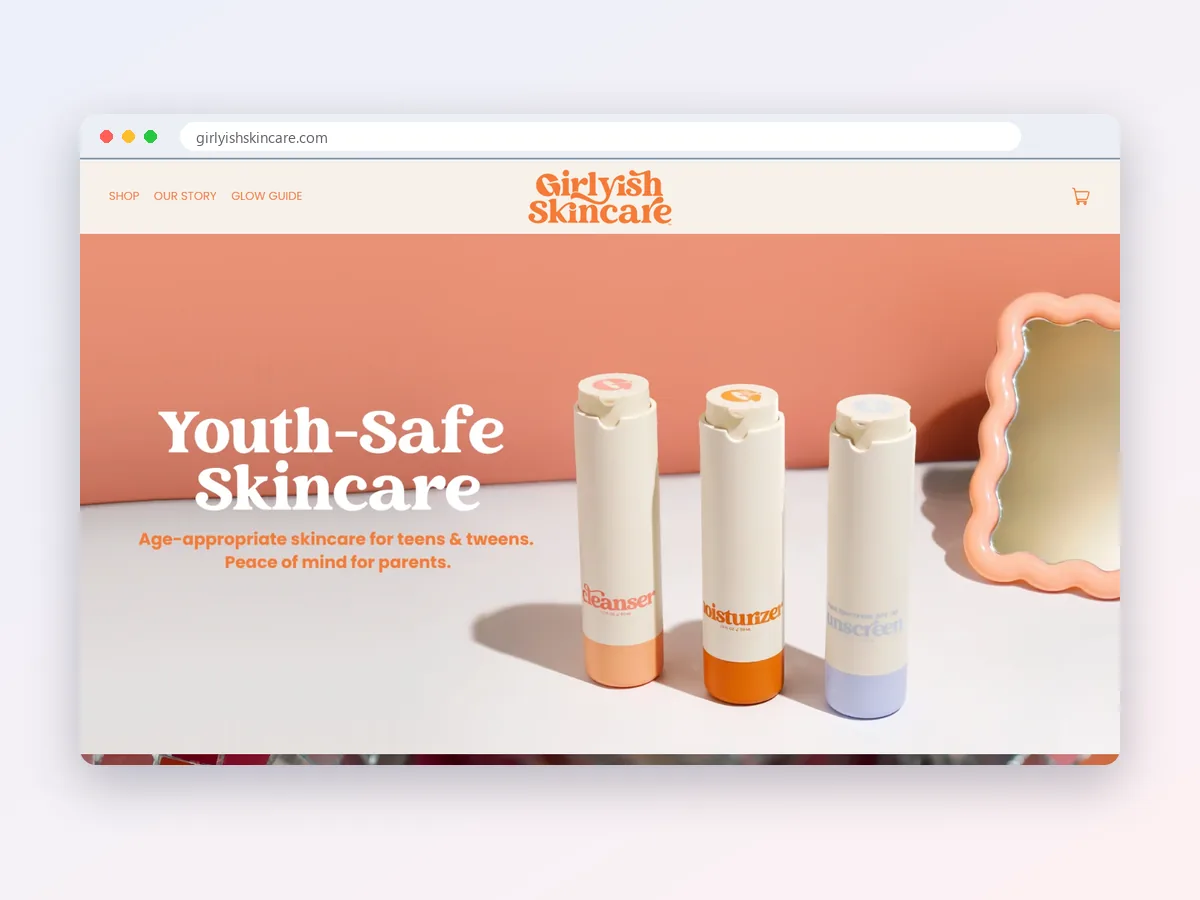 girlyishskincare.com
SHOP OUR STORY GLOW GUIDE
Girlyish
Skincare
Youth-Safe
Skincare
Age-appropriate skincare for teens & tweens.
Peace of mind for parents.
cleanser
oisturizer
unscreen